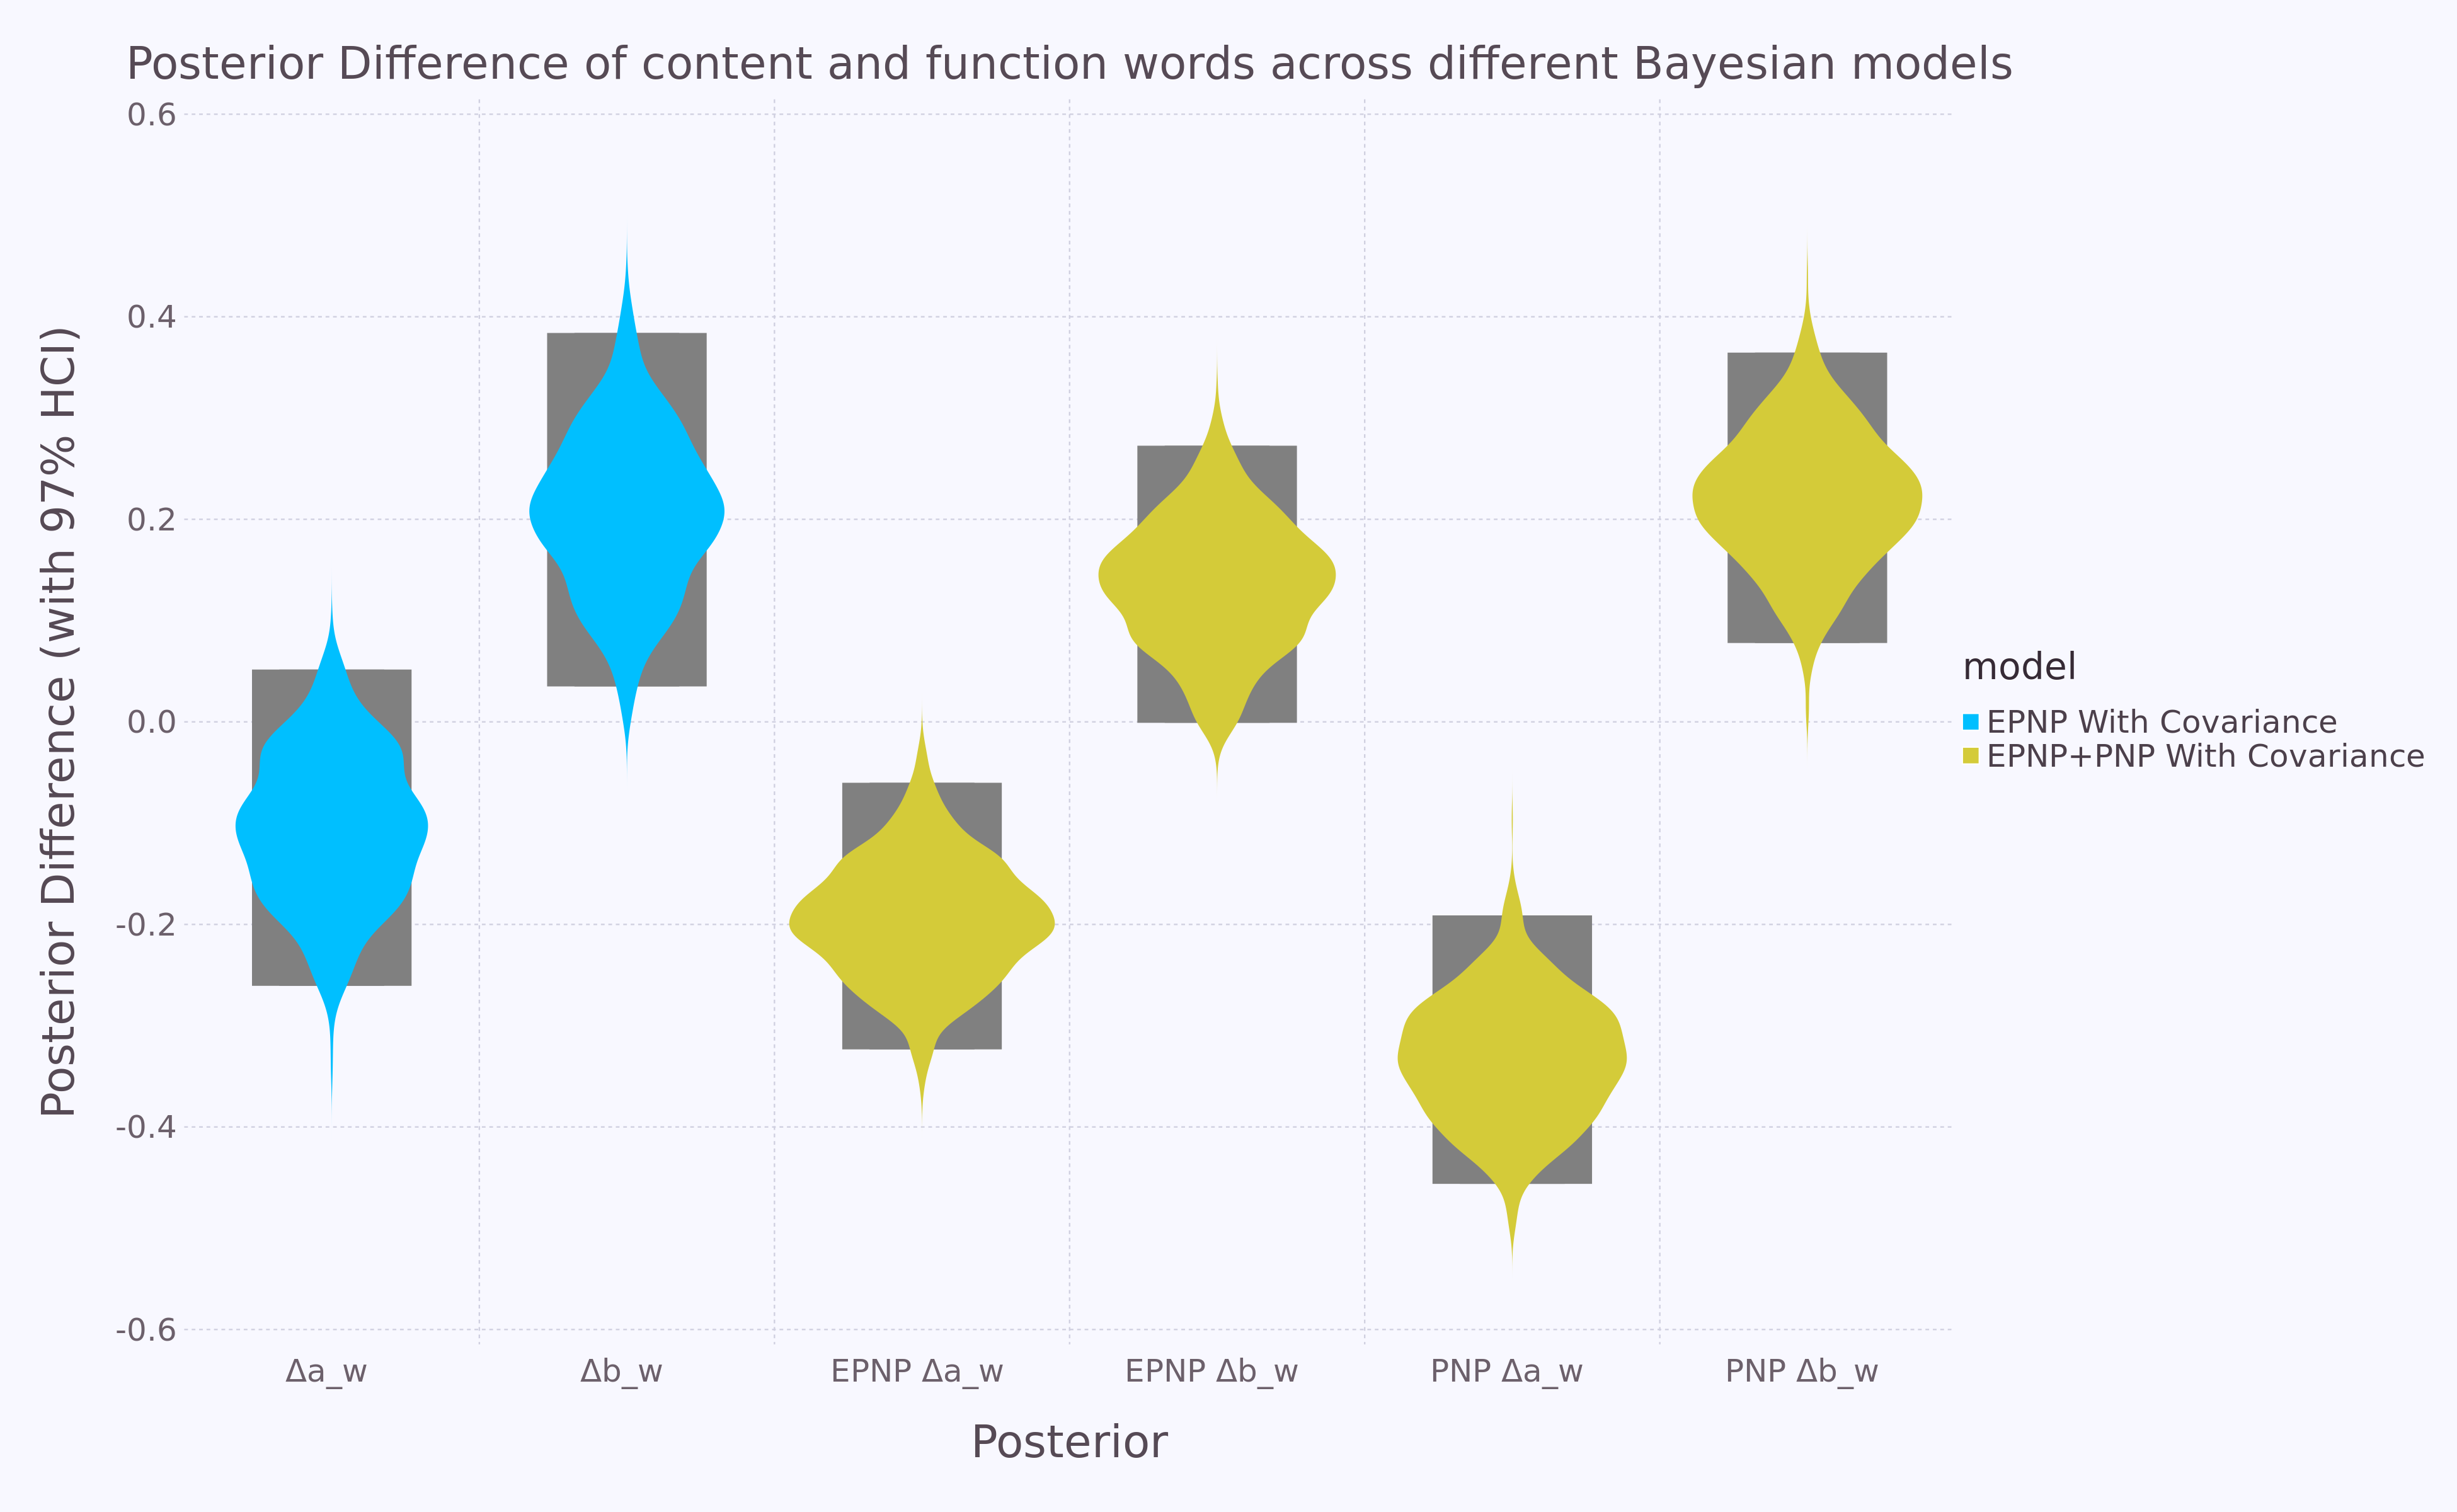 Posterior Difference of content and function words across different Bayesian models
Posterior Difference (with 97% HCI)
0.6
0.4
0.2
0.0
-0.2
-0.4
-0.6
Δa_w
Δb_w
EPNP Δa_w
EPNP Δb_w
PNP Δa_w
PNP Δb_w
Posterior
model
EPNP With Covariance
EPNP+PNP With Covariance